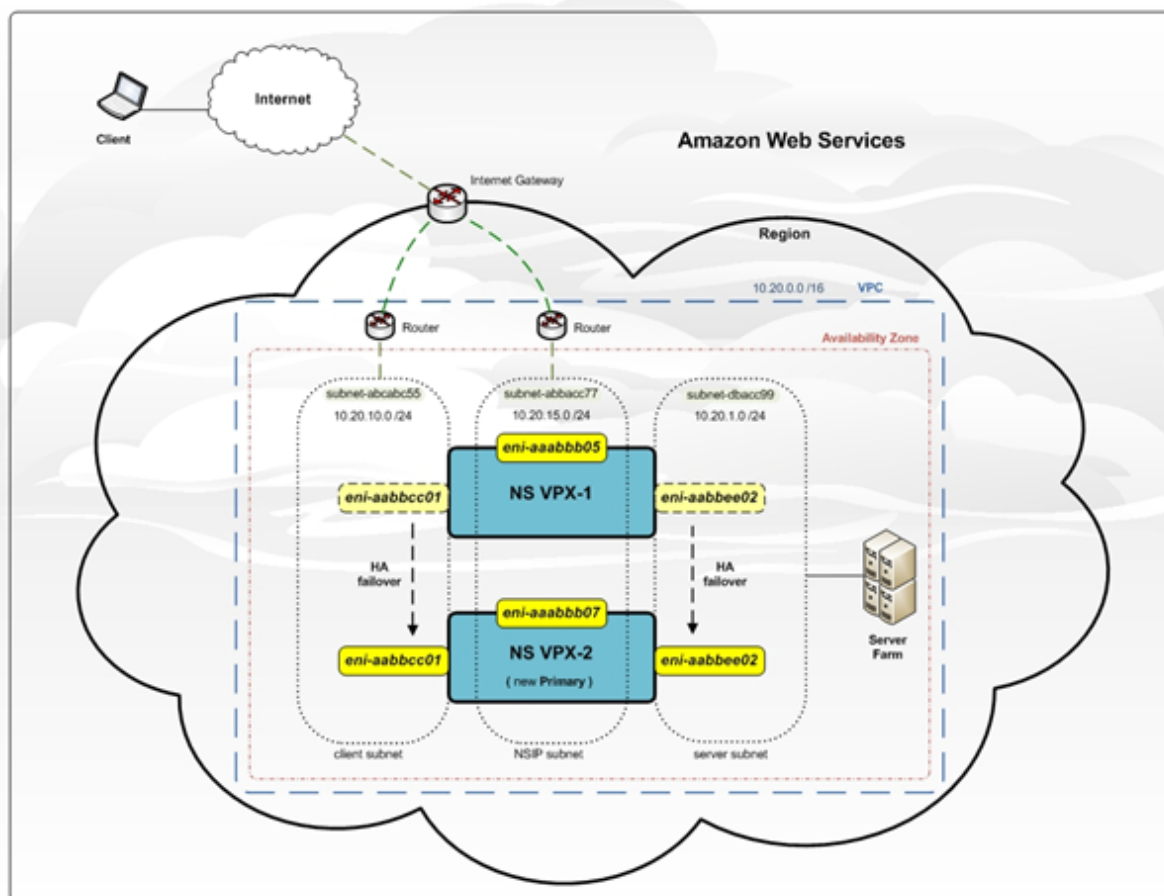 Internet
Client
Amazon Web Services
Internet Gateway
Region
10.20.0.0 /16 VPC
Router
Router
Availability Zone
subnet-abcabc55
10.20.10.0 /24
subnet-abbacc77
10.20.15.0 /24
subnet-dbacc99
10.20.1.0 /24
eni-aaabbb05
NS VPX-1
eni-aabbcc01
eni-aabbee02
HA
failover
HA
failover
eni-aaabbb07
NS VPX-2
( new Primary )
eni-aabbcc01
eni-aabbee02
Server
Farm
client subnet
NSIP subnet
server subnet